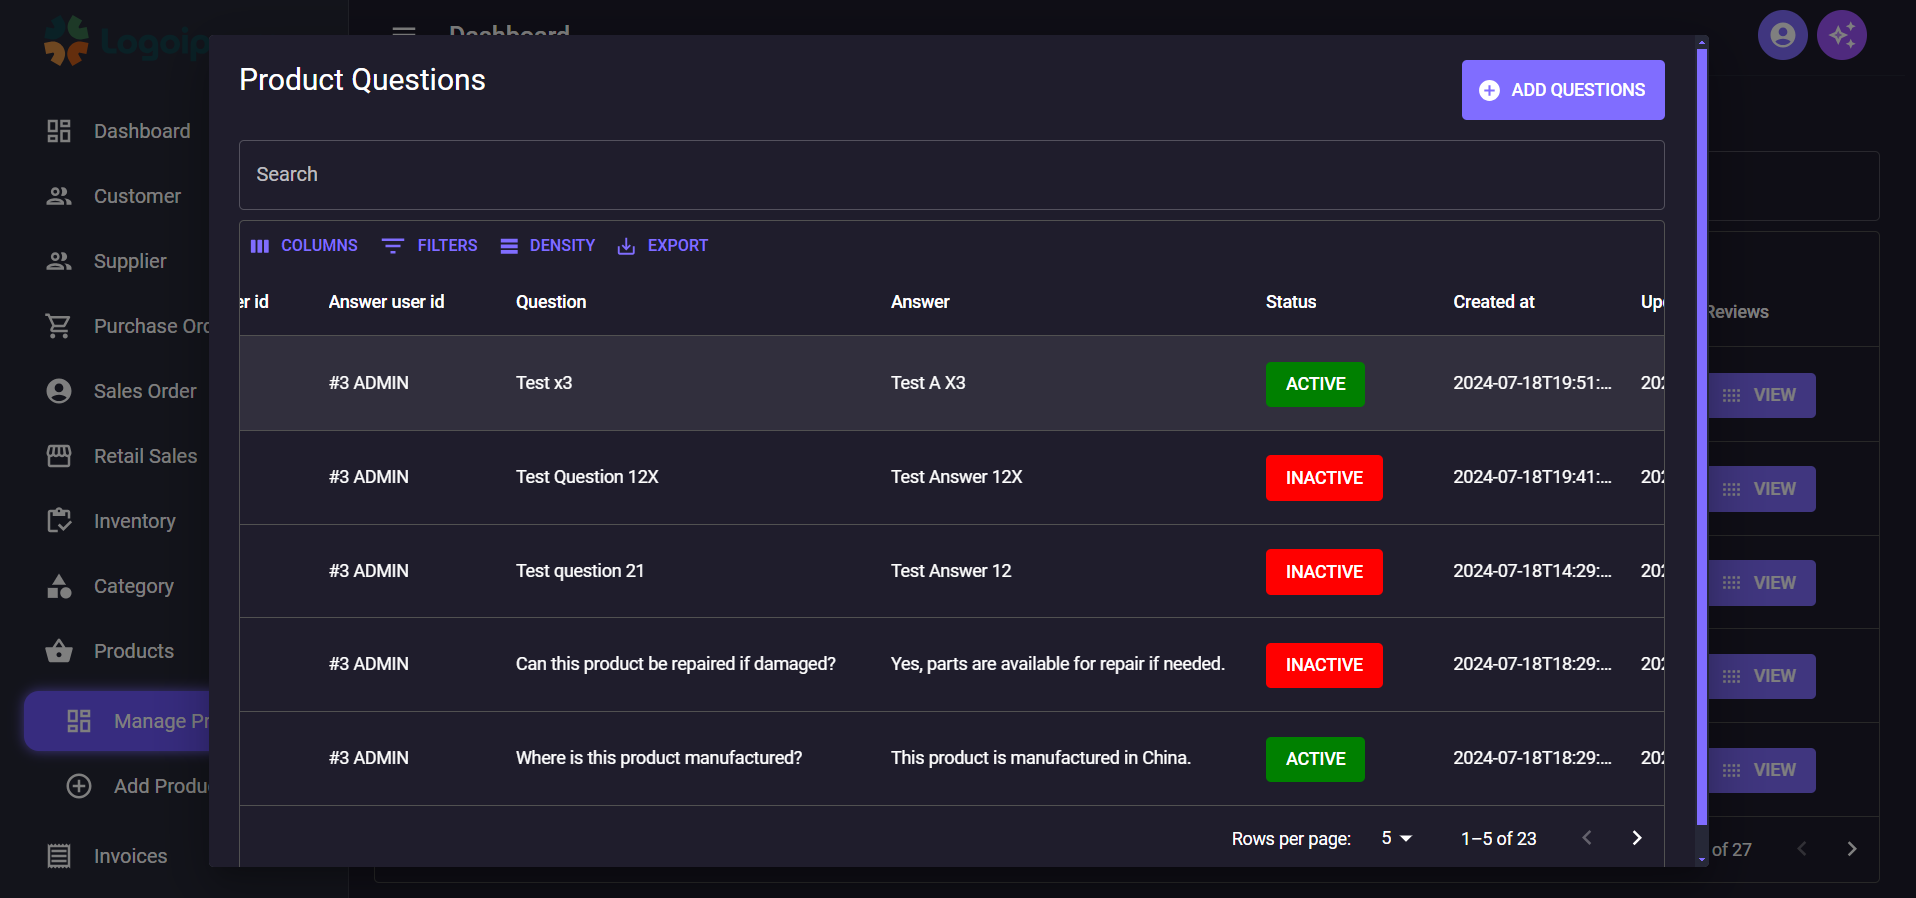 Logoip
Dashboard
Product Questions
ADD QUESTIONS
Search
COLUMNS FILTERS DENSITY EXPORT
er id Answer user id Question Answer Status Created at Up
#3 ADMIN Test x3 Test A X3 ACTIVE 2024-07-18T19:51:... 202
#3 ADMIN Test Question 12X Test Answer 12X INACTIVE 2024-07-18T19:41:... 202
#3 ADMIN Test question 21 Test Answer 12 INACTIVE 2024-07-18T14:29:... 202
#3 ADMIN Can this product be repaired if damaged? Yes, parts are available for repair if needed. INACTIVE 2024-07-18T18:29:... 202
#3 ADMIN Where is this product manufactured? This product is manufactured in China. ACTIVE 2024-07-18T18:29:... 202
Rows per page: 5 1–5 of 23
Dashboard
Customer
Supplier
Purchase Ord
Sales Order
Retail Sales
Inventory
Category
Products
Manage Pr
Add Produ
Invoices
Reviews
VIEW
VIEW
VIEW
VIEW
VIEW
of 27